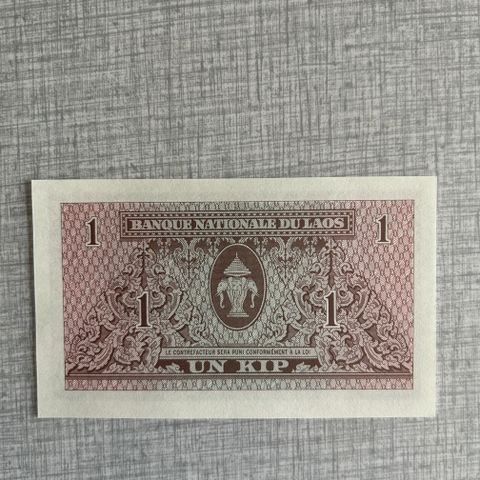 1 BANQUE NATIONALE DU LAOS 1
1 1
LE CONTREFACTEUR SERA PUNI CONFORMÉMENT À LA LOI
UN KIP